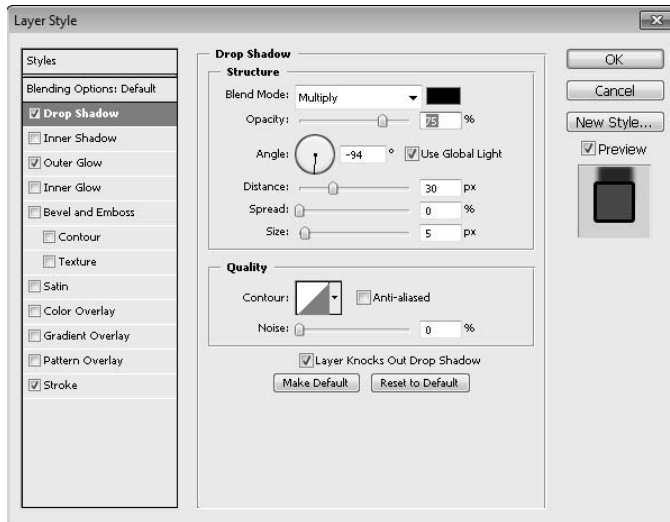 Layer Style
Styles
Blending Options: Default
Drop Shadow
Inner Shadow
Outer Glow
Inner Glow
Bevel and Emboss
Contour
Texture
Satin
Color Overlay
Gradient Overlay
Pattern Overlay
Stroke
Drop Shadow
Structure
Blend Mode: Multiply
Opacity: 75 %
Angle: -94 ° Use Global Light
Distance: 30 px
Spread: 0 %
Size: 5 px
Quality
Contour: Anti-aliased
Noise: 0 %
Layer Knocks Out Drop Shadow
Make Default Reset to Default
OK
Cancel
New Style...
Preview